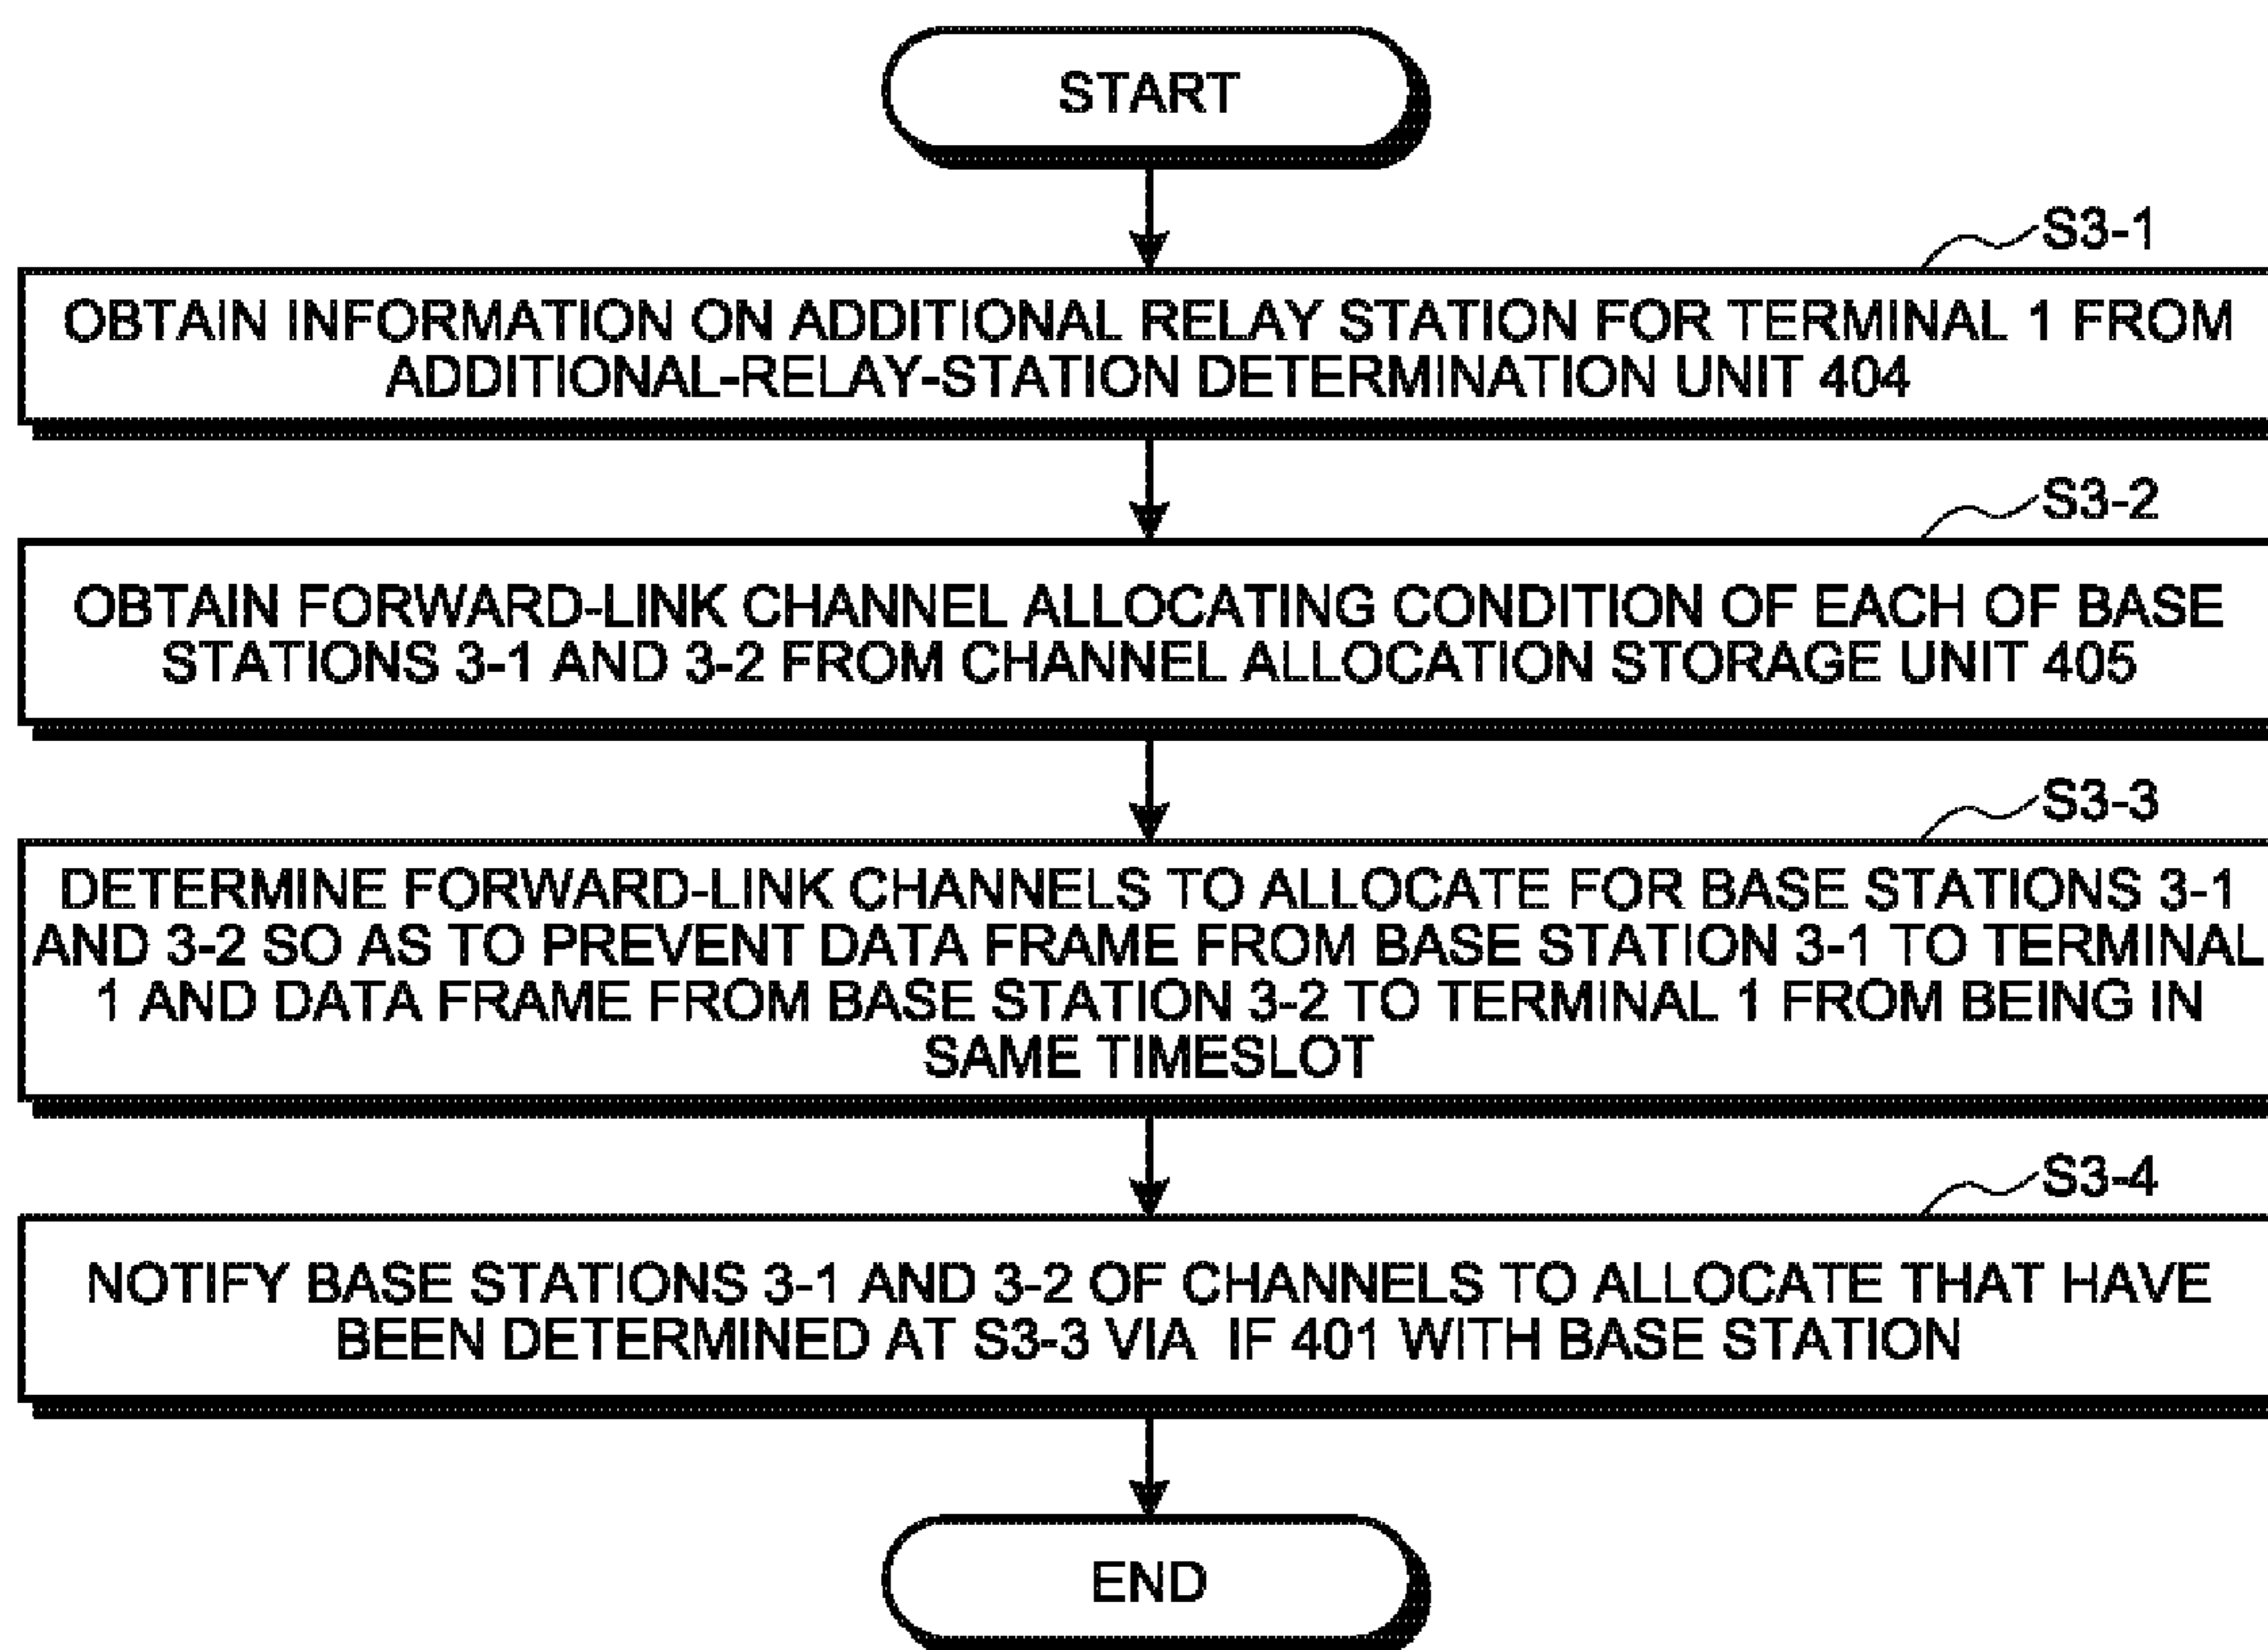 START
S3-1
OBTAIN INFORMATION ON ADDITIONAL RELAY STATION FOR TERMINAL 1 FROM
ADDITIONAL-RELAY-STATION DETERMINATION UNIT 404
S3-2
OBTAIN FORWARD-LINK CHANNEL ALLOCATING CONDITION OF EACH OF BASE
STATIONS 3-1 AND 3-2 FROM CHANNEL ALLOCATION STORAGE UNIT 405
S3-3
DETERMINE FORWARD-LINK CHANNELS TO ALLOCATE FOR BASE STATIONS 3-1
AND 3-2 SO AS TO PREVENT DATA FRAME FROM BASE STATION 3-1 TO TERMINAL
1 AND DATA FRAME FROM BASE STATION 3-2 TO TERMINAL 1 FROM BEING IN
SAME TIMESLOT
S3-4
NOTIFY BASE STATIONS 3-1 AND 3-2 OF CHANNELS TO ALLOCATE THAT HAVE
BEEN DETERMINED AT S3-3 VIA IF 401 WITH BASE STATION
END